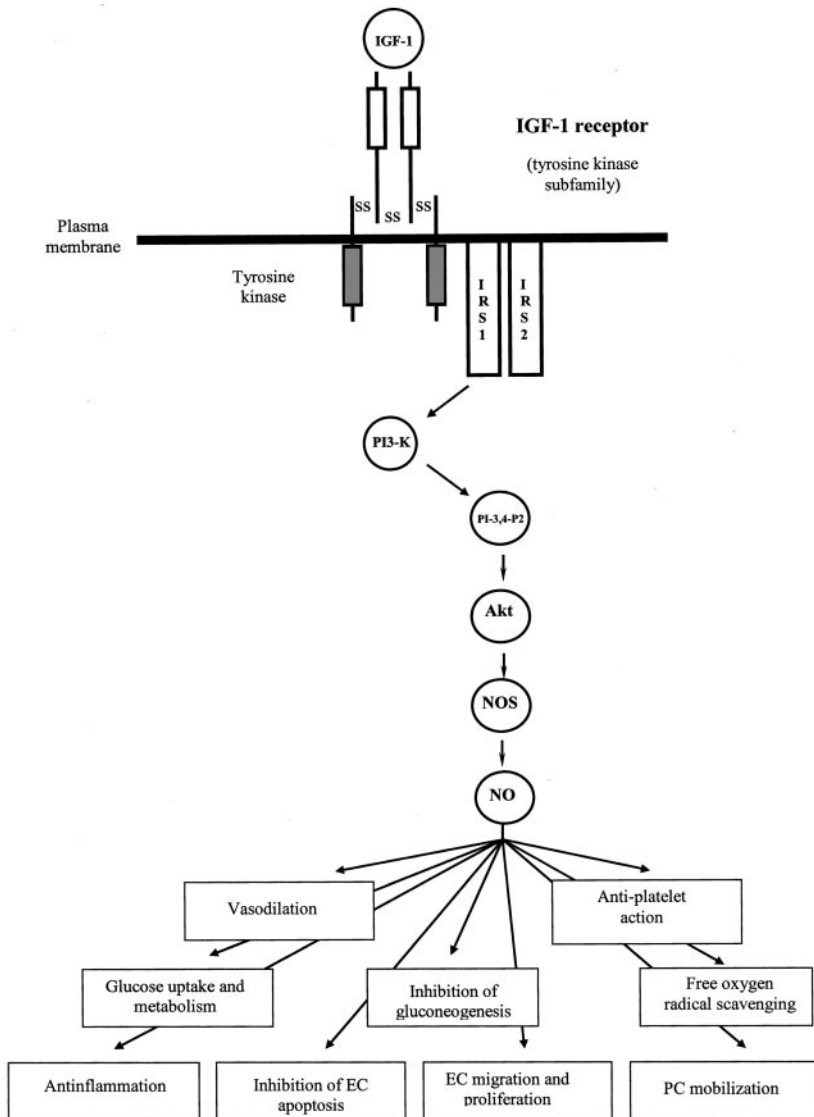 IGF-1
IGF-1 receptor
(tyrosine kinase
subfamily)
SS
SS
SS
Plasma
membrane
Tyrosine
kinase
I
R
S
1
I
R
S
2
PI3-K
PI-3,4-P2
Akt
NOS
NO
Vasodilation
Anti-platelet
action
Glucose uptake and
metabolism
Inhibition of
gluconeogenesis
Free oxygen
radical scavenging
Antinflammation
Inhibition of EC
apoptosis
EC migration and
proliferation
PC mobilization